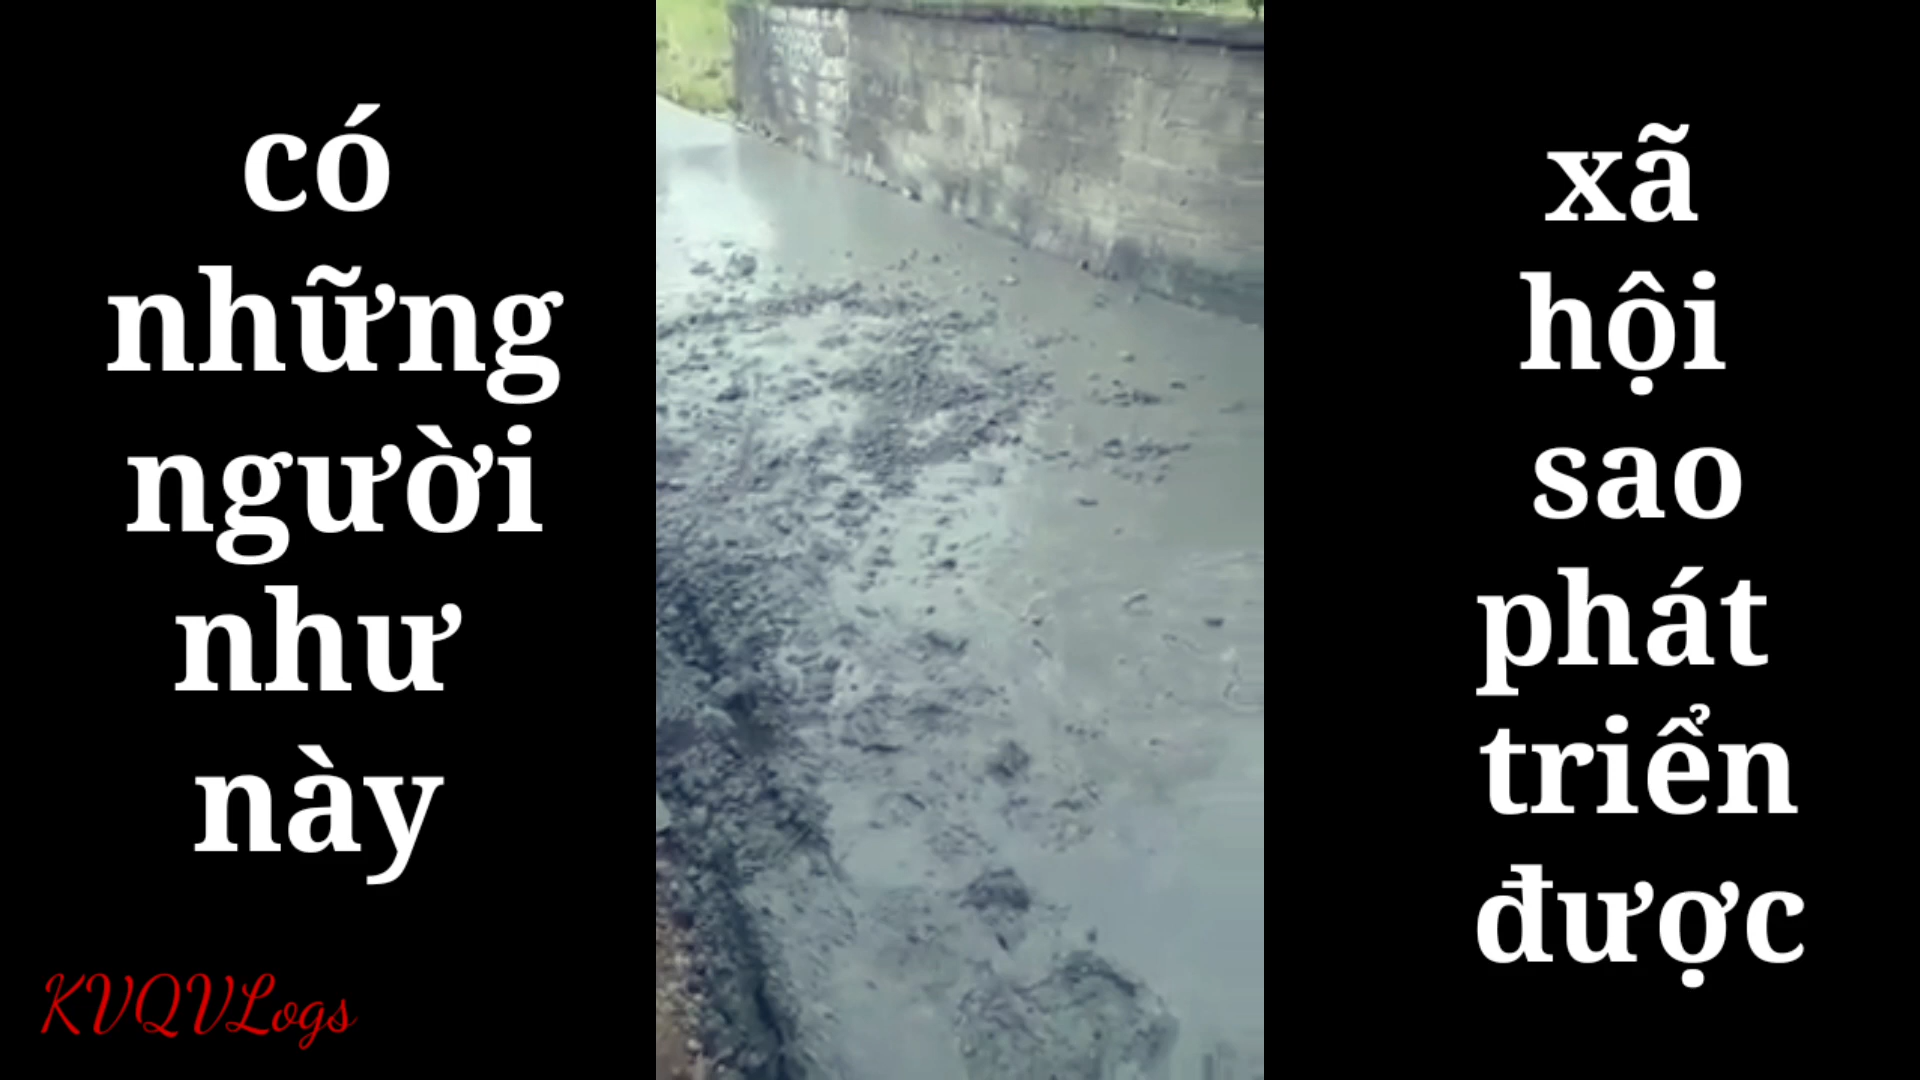 có
những
người
như
này
KVQVLogs
xã
hội
sao
phát
triển
được